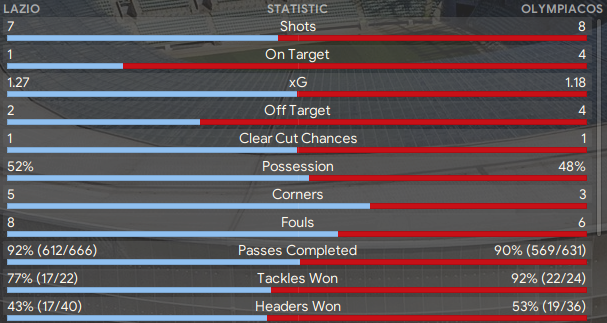 LAZIO STATISTIC OLYMPIACOS
7 Shots 8
1 On Target 4
1.27 xG 1.18
2 Off Target 4
1 Clear Cut Chances 1
52% Possession 48%
5 Corners 3
8 Fouls 6
92% (612/666) Passes Completed 90% (569/631)
77% (17/22) Tackles Won 92% (22/24)
43% (17/40) Headers Won 53% (19/36)